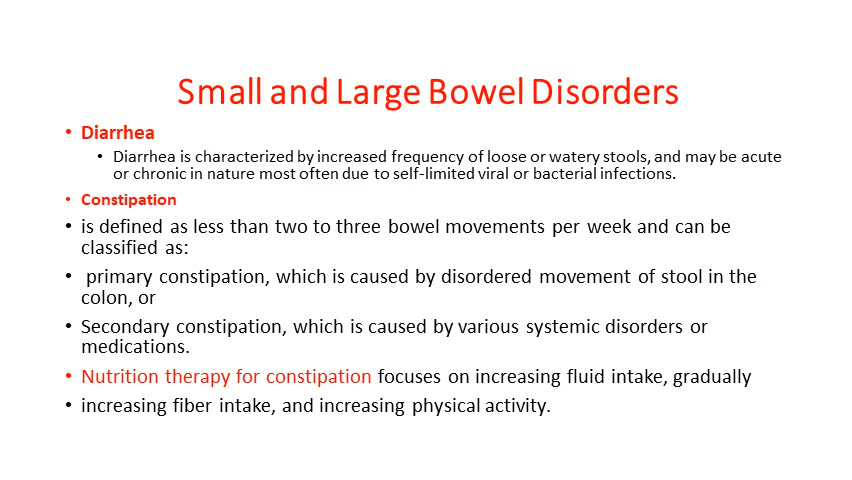 Small and Large Bowel Disorders
• Diarrhea
• Diarrhea is characterized by increased frequency of loose or watery stools, and may be acute
or chronic in nature most often due to self-limited viral or bacterial infections.
• Constipation
• is defined as less than two to three bowel movements per week and can be
classified as:
• primary constipation, which is caused by disordered movement of stool in the
colon, or
• Secondary constipation, which is caused by various systemic disorders or
medications.
• Nutrition therapy for constipation focuses on increasing fluid intake, gradually
• increasing fiber intake, and increasing physical activity.